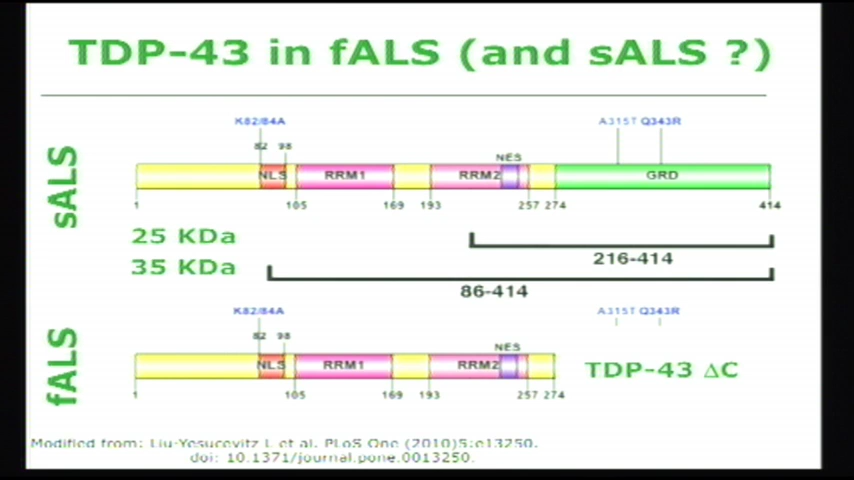 TDP-43 in fALS (and sALS ?)
K82/84A
A315T Q343R
82 98
NES
sALS
NLS RRM1 RRM2 GRD
1 105 169 193 257 274 414
25 KDa
216-414
35 KDa
86-414
K82/84A
A315T Q343R
82 98
NES
fALS
NLS RRM1 RRM2
TDP-43 ΔC
1 105 169 193 257 274
Modified from: Liu-Yesucevitz L et al. PLoS One (2010)5:e13250.
doi: 10.1371/journal.pone.0013250.